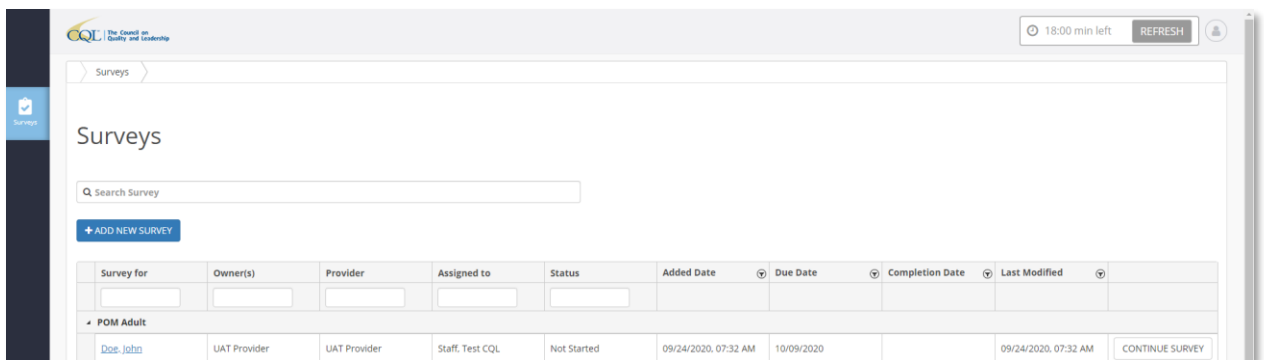 CQL The Council on
Quality and Leadership
18:00 min left REFRESH
Surveys
Surveys
Surveys
Search Survey
+ ADD NEW SURVEY
Survey for Owner(s) Provider Assigned to Status Added Date Due Date Completion Date Last Modified
POM Adult
Doe, John UAT Provider UAT Provider Staff, Test CQL Not Started 09/24/2020, 07:32 AM 10/09/2020 09/24/2020, 07:32 AM CONTINUE SURVEY